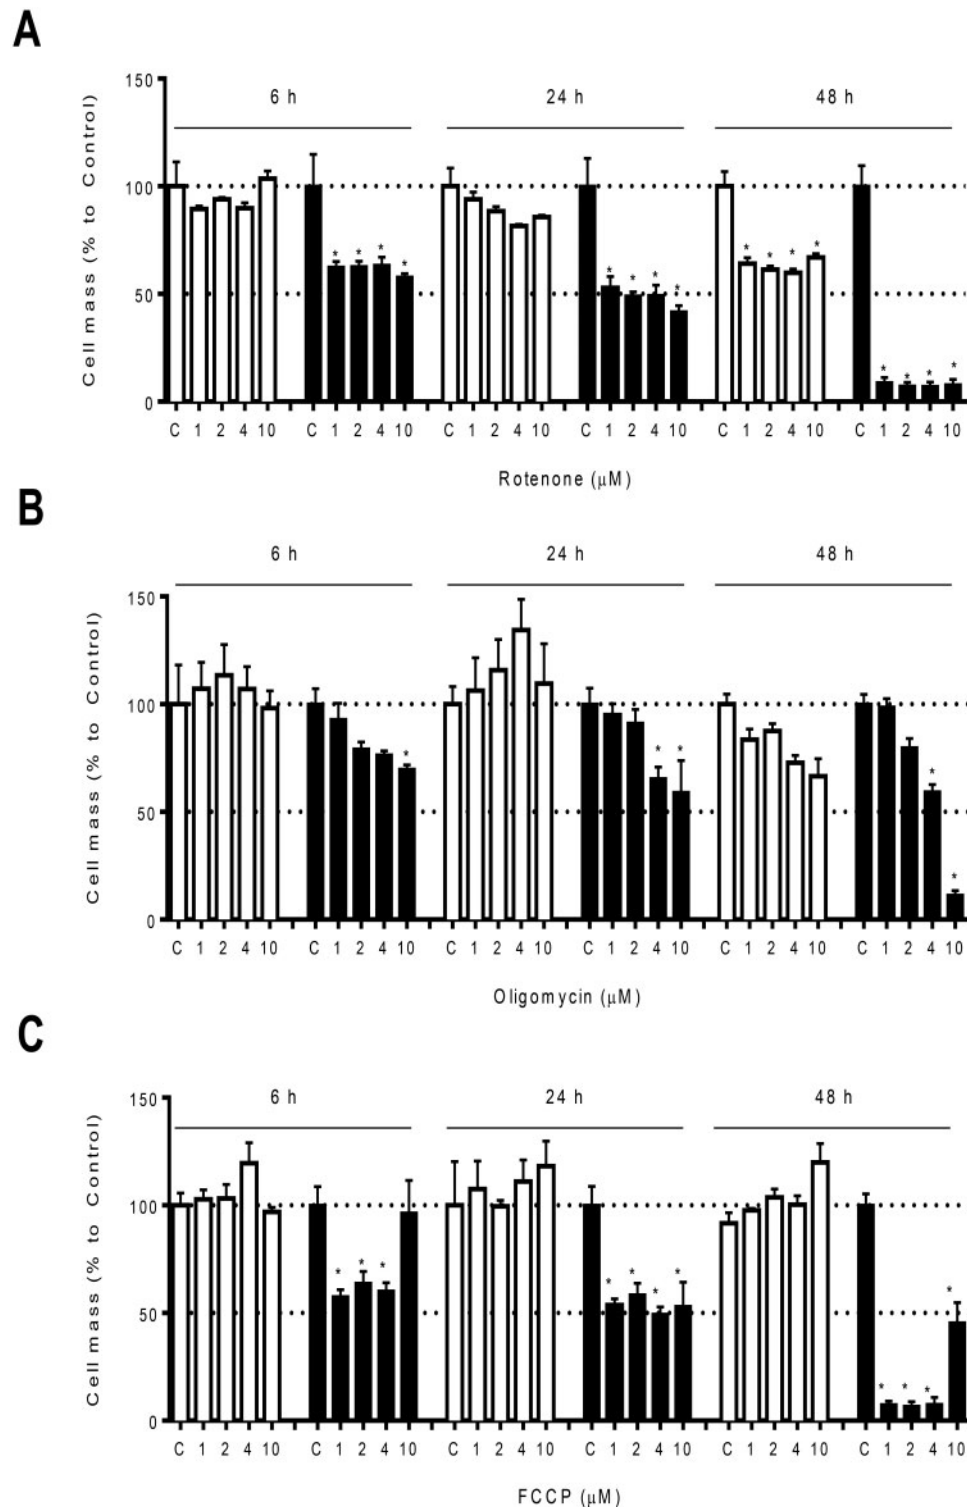 A
6 h 24 h 48 h
150
100
50
0
Cell mass (% to Control)
C 1 2 4 10 C 1 2 4 10 C 1 2 4 10 C 1 2 4 10 C 1 2 4 10 C 1 2 4 10
* * * * * * * * * * * * * * * *
Rotenone (μM)
B
6 h 24 h 48 h
150
100
50
0
Cell mass (% to Control)
C 1 2 4 10 C 1 2 4 10 C 1 2 4 10 C 1 2 4 10 C 1 2 4 10 C 1 2 4 10
* * * * *
Oligomycin (μM)
C
6 h 24 h 48 h
150
100
50
0
Cell mass (% to Control)
C 1 2 4 10 C 1 2 4 10 C 1 2 4 10 C 1 2 4 10 C 1 2 4 10 C 1 2 4 10
* * * * * * * * * * *
FCCP (μM)